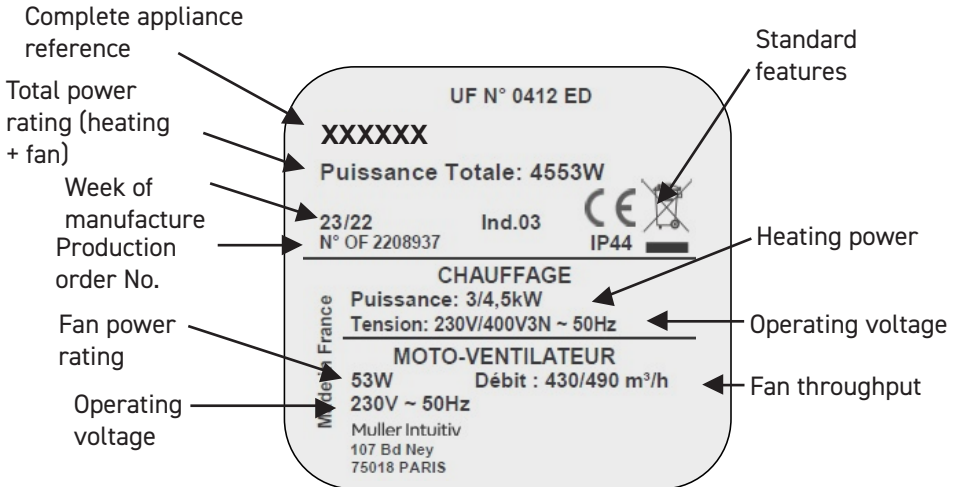 Complete appliance
reference
Total power
rating (heating
+ fan)
Week of
manufacture
Production
order No.
Fan power
rating
Operating
voltage
UF N° 0412 ED
XXXXXX
Puissance Totale: 4553W
23/22 Ind.03 CE
N° OF 2208937 IP44
CHAUFFAGE
Puissance: 3/4,5kW
Tension: 230V/400V3N ~ 50Hz
MOTO-VENTILATEUR
53W Débit : 430/490 m³/h
230V ~ 50Hz
Muller Intuitiv
107 Bd Ney
75018 PARIS
Made in France
Standard
features
Heating power
Operating voltage
Fan throughput